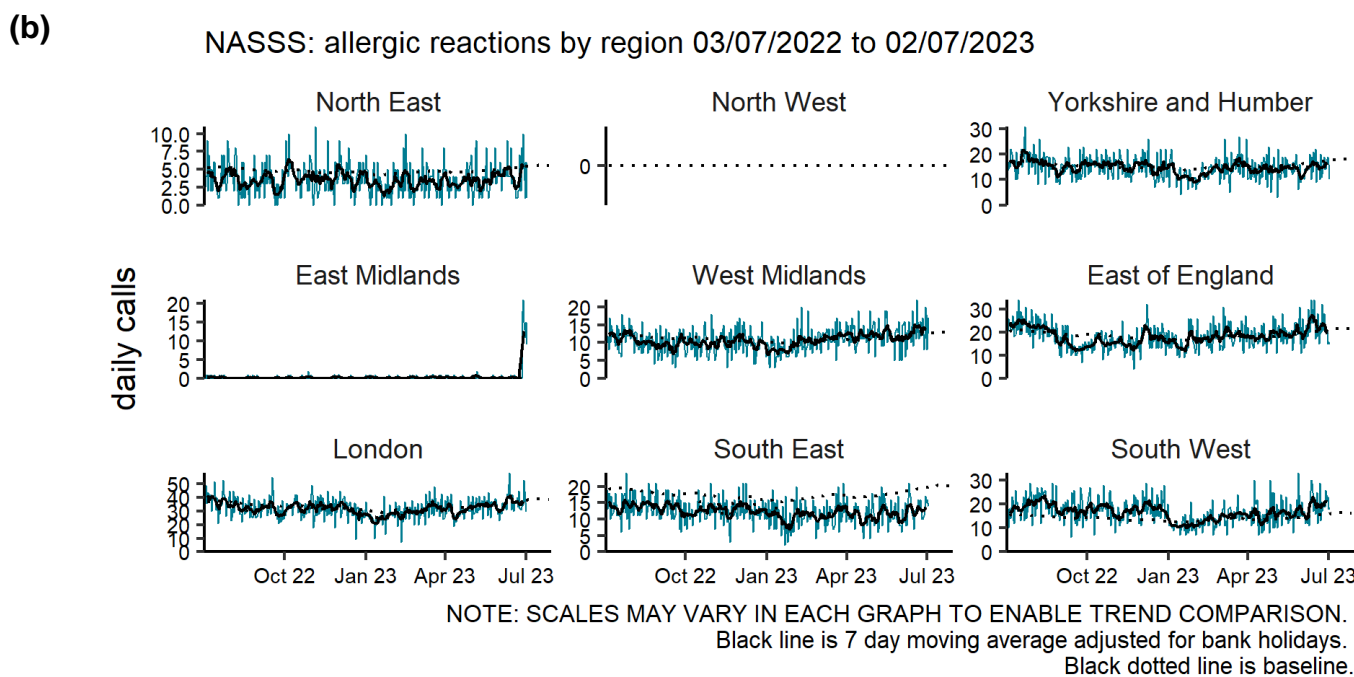 (b)
NASSS: allergic reactions by region 03/07/2022 to 02/07/2023
North East
North West
Yorkshire and Humber
10.0
7.5
5.0
2.5
0.0
0
30
20
10
0
East Midlands
West Midlands
East of England
daily calls
20
15
10
5
0
20
15
10
5
0
30
20
10
0
London
South East
South West
50
40
30
20
10
0
20
15
10
5
0
30
20
10
0
Oct 22 Jan 23 Apr 23 Jul 23
Oct 22 Jan 23 Apr 23 Jul 23
Oct 22 Jan 23 Apr 23 Jul 23
NOTE: SCALES MAY VARY IN EACH GRAPH TO ENABLE TREND COMPARISON.
Black line is 7 day moving average adjusted for bank holidays.
Black dotted line is baseline.